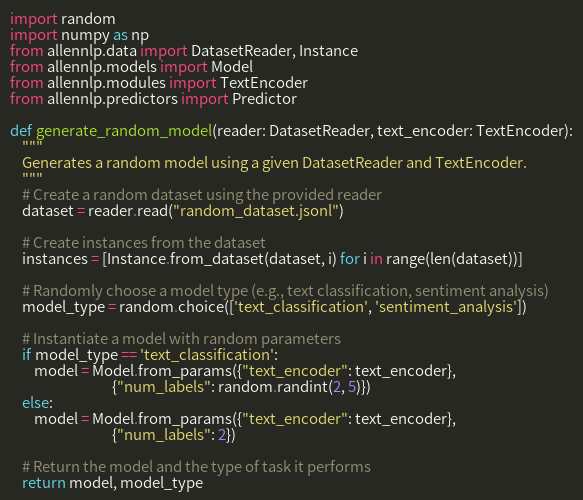 import random
import numpy as np
from allennlp.data import DatasetReader, Instance
from allennlp.models import Model
from allennlp.modules import TextEncoder
from allennlp.predictors import Predictor

def generate_random_model(reader: DatasetReader, text_encoder: TextEncoder):
    """
    Generates a random model using a given DatasetReader and TextEncoder.
    """
    # Create a random dataset using the provided reader
    dataset = reader.read("random_dataset.jsonl")

    # Create instances from the dataset
    instances = [Instance.from_dataset(dataset, i) for i in range(len(dataset))]

    # Randomly choose a model type (e.g., text classification, sentiment analysis)
    model_type = random.choice(['text_classification', 'sentiment_analysis'])

    # Instantiate a model with random parameters
    if model_type == 'text_classification':
        model = Model.from_params({"text_encoder": text_encoder},
                                  {"num_labels": random.randint(2, 5)})
    else:
        model = Model.from_params({"text_encoder": text_encoder},
                                  {"num_labels": 2})

    # Return the model and the type of task it performs
    return model, model_type